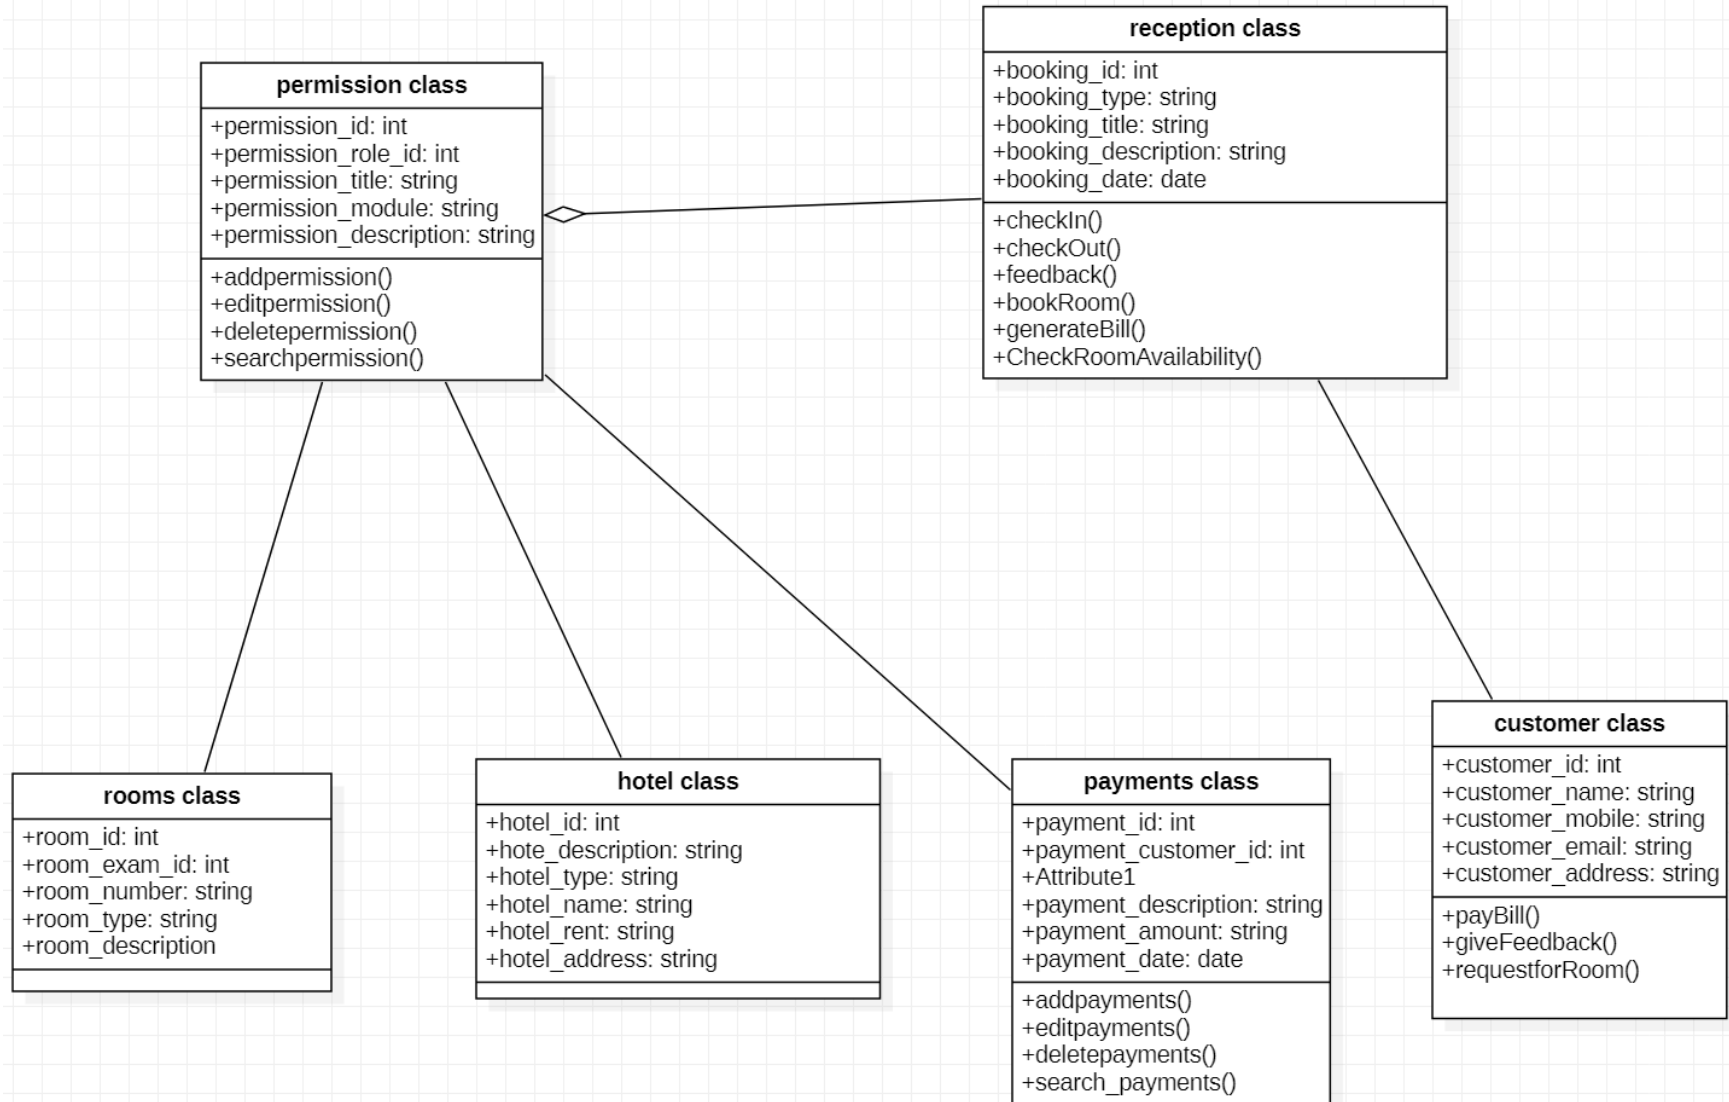 permission class
+permission_id: int
+permission_role_id: int
+permission_title: string
+permission_module: string
+permission_description: string
+addpermission()
+editpermission()
+deletepermission()
+searchpermission()
reception class
+booking_id: int
+booking_type: string
+booking_title: string
+booking_description: string
+booking_date: date
+checkIn()
+checkOut()
+feedback()
+bookRoom()
+generateBill()
+CheckRoomAvailability()
rooms class
+room_id: int
+room_exam_id: int
+room_number: string
+room_type: string
+room_description
hotel class
+hotel_id: int
+hote_description: string
+hotel_type: string
+hotel_name: string
+hotel_rent: string
+hotel_address: string
payments class
+payment_id: int
+payment_customer_id: int
+Attribute1
+payment_description: string
+payment_amount: string
+payment_date: date
+addpayments()
+editpayments()
+deletepayments()
+search_payments()
customer class
+customer_id: int
+customer_name: string
+customer_mobile: string
+customer_email: string
+customer_address: string
+payBill()
+giveFeedback()
+requestforRoom()